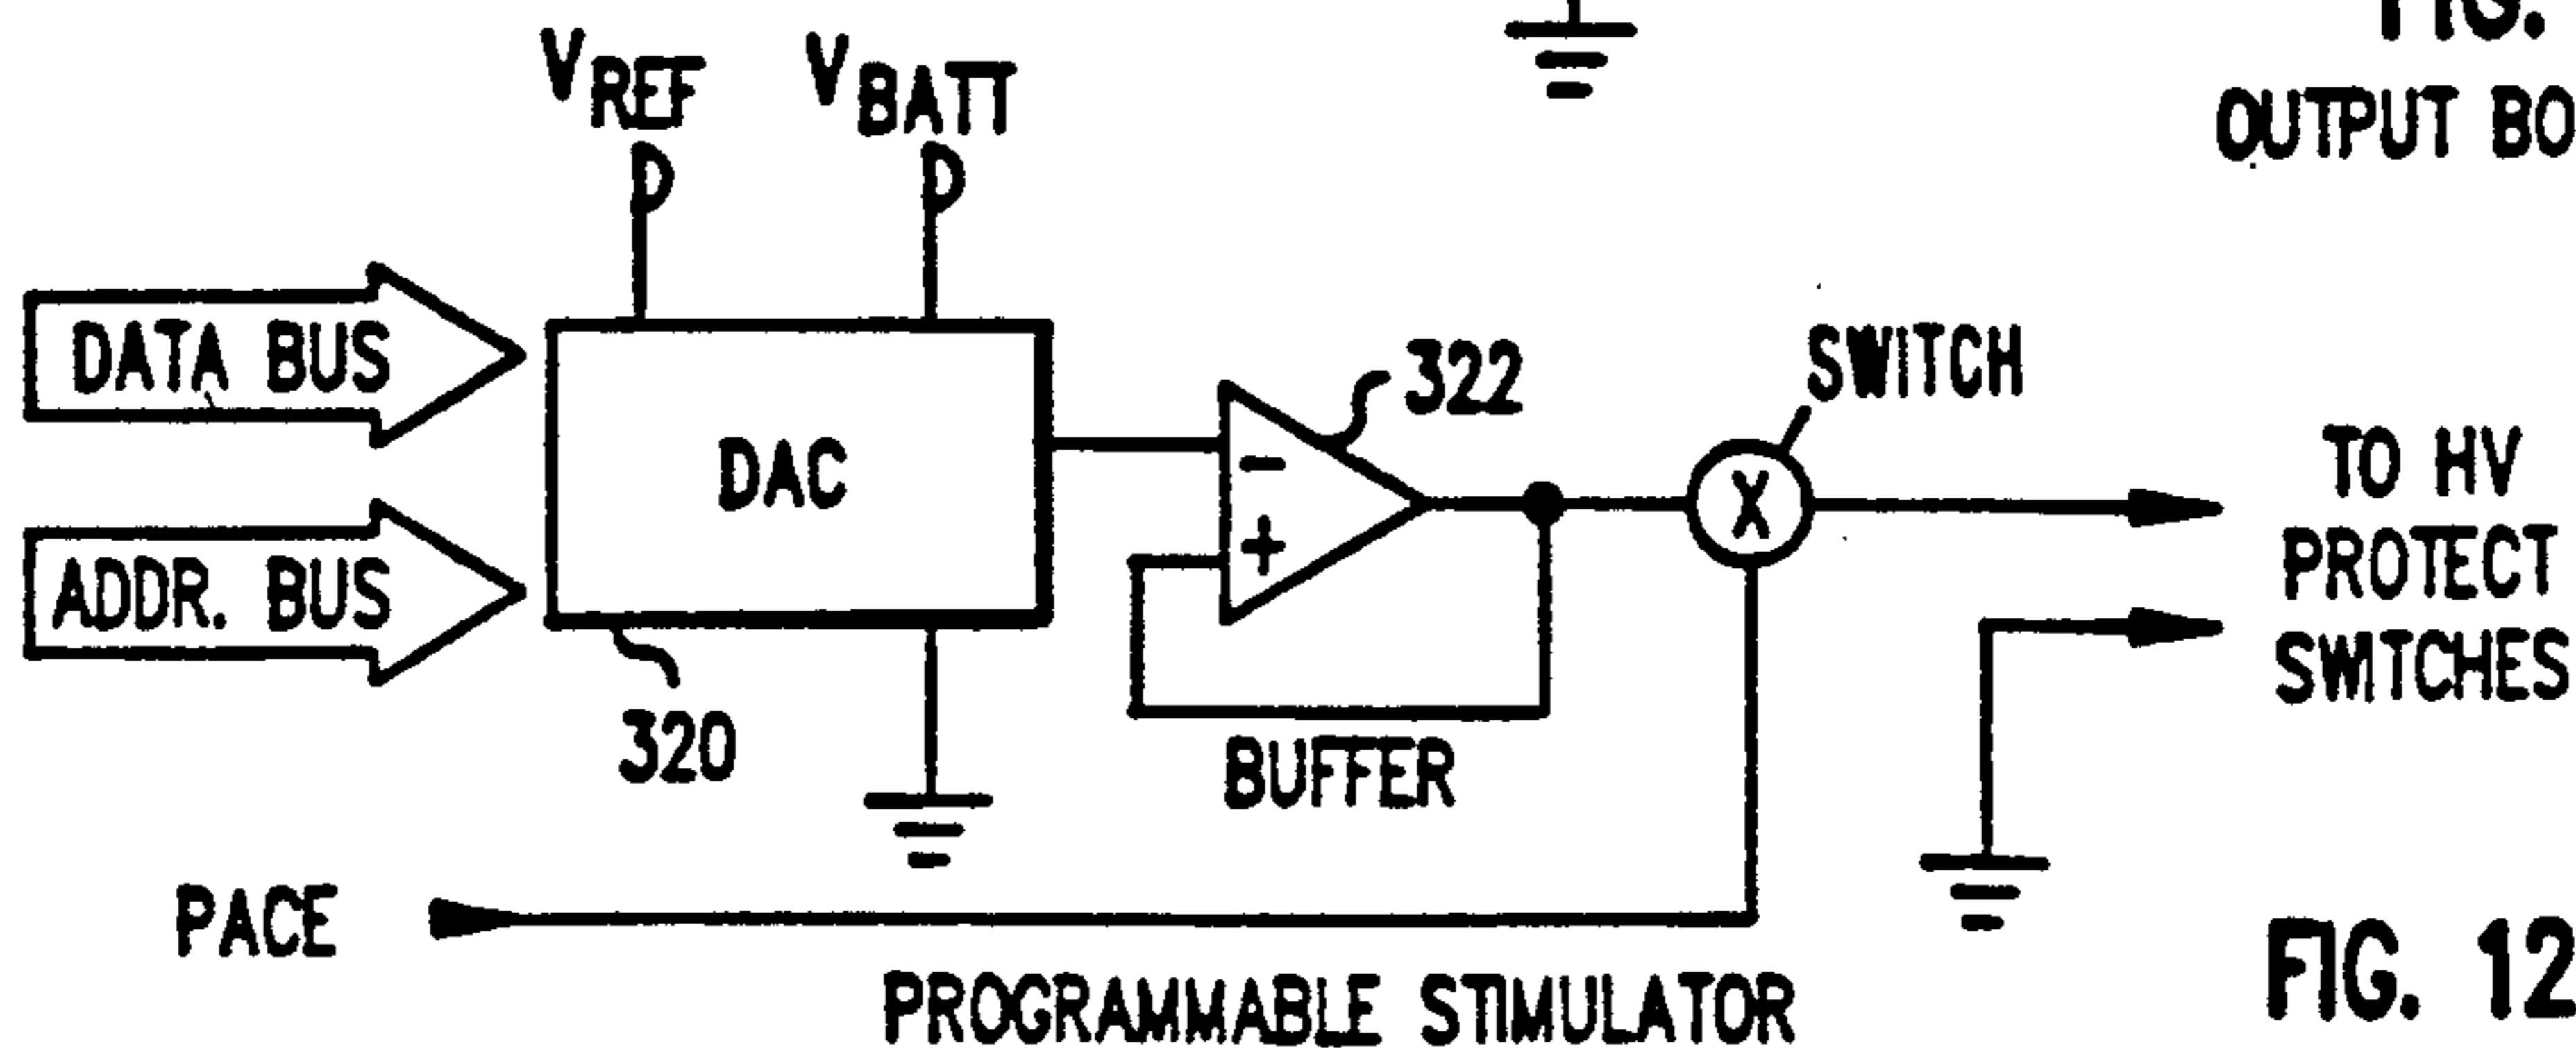 FIG.
OUTPUT BO
VREF
VBATT
DATA BUS
ADDR. BUS
DAC
320
-
+
322
BUFFER
SWITCH
X
TO HV
PROTECT
SWITCHES
PACE
PROGRAMMABLE STIMULATOR
FIG. 12